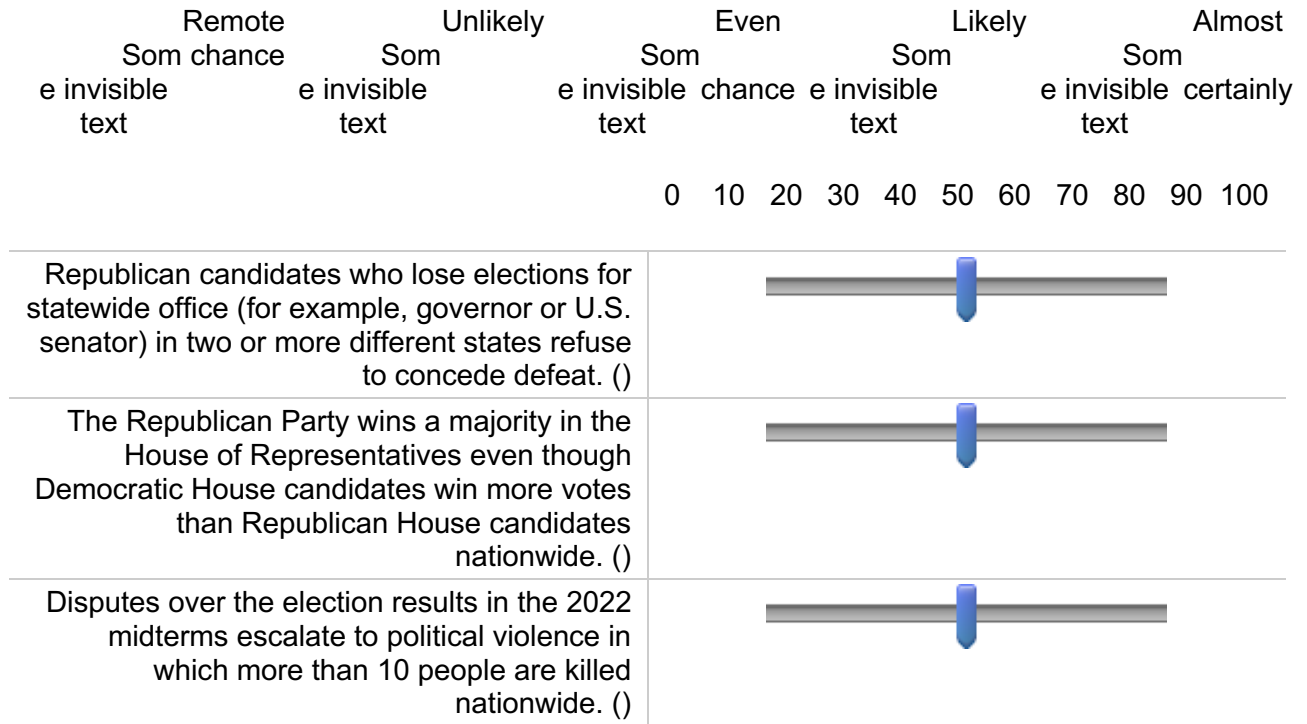 Remote Unlikely Even Likely Almost
Som chance Som Som Som Som
e invisible e invisible e invisible chance e invisible e invisible certainly
text text text text text
0 10 20 30 40 50 60 70 80 90 100
Republican candidates who lose elections for
statewide office (for example, governor or U.S.
senator) in two or more different states refuse
to concede defeat. ()
The Republican Party wins a majority in the
House of Representatives even though
Democratic House candidates win more votes
than Republican House candidates
nationwide. ()
Disputes over the election results in the 2022
midterms escalate to political violence in
which more than 10 people are killed
nationwide. ()